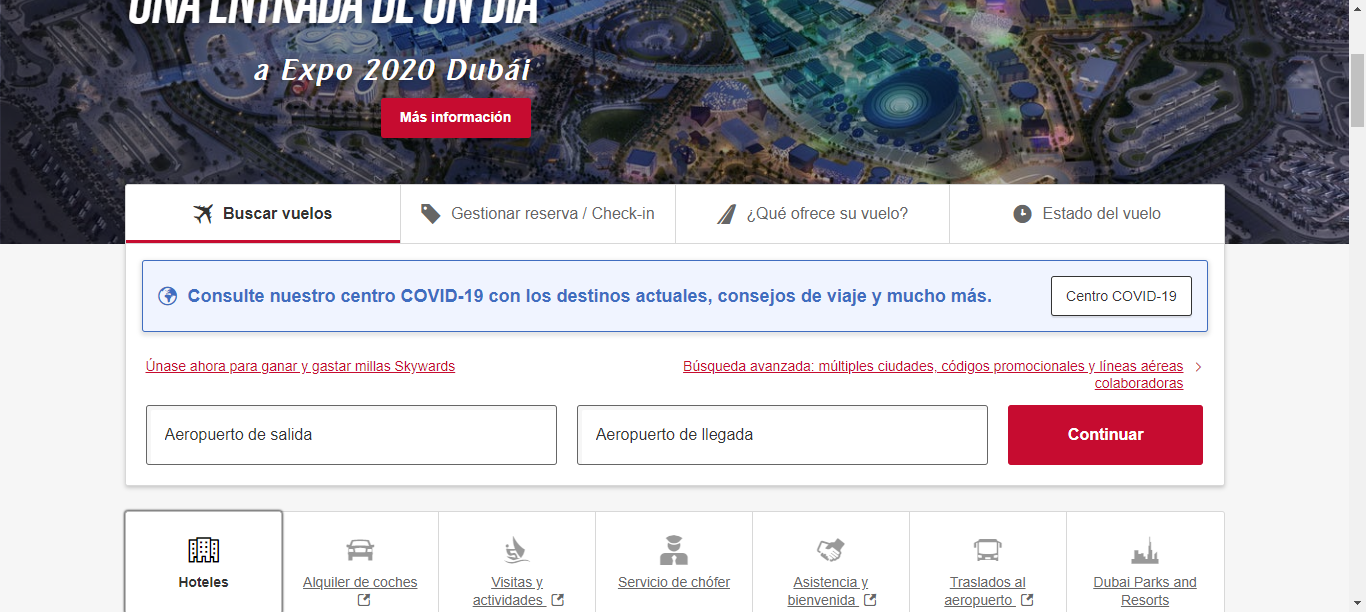 UNA ENTRADA DE UN DÍA
a Expo 2020 Dubái
Más información
Buscar vuelos
Gestionar reserva / Check-in
¿Qué ofrece su vuelo?
Estado del vuelo
Consulte nuestro centro COVID-19 con los destinos actuales, consejos de viaje y mucho más.
Centro COVID-19
Únase ahora para ganar y gastar millas Skywards
Búsqueda avanzada: múltiples ciudades, códigos promocionales y líneas aéreas
colaboradoras
Aeropuerto de salida
Aeropuerto de llegada
Continuar
Hoteles
Alquiler de coches
Visitas y
actividades
Servicio de chófer
Asistencia y
bienvenida
Traslados al
aeropuerto
Dubai Parks and
Resorts